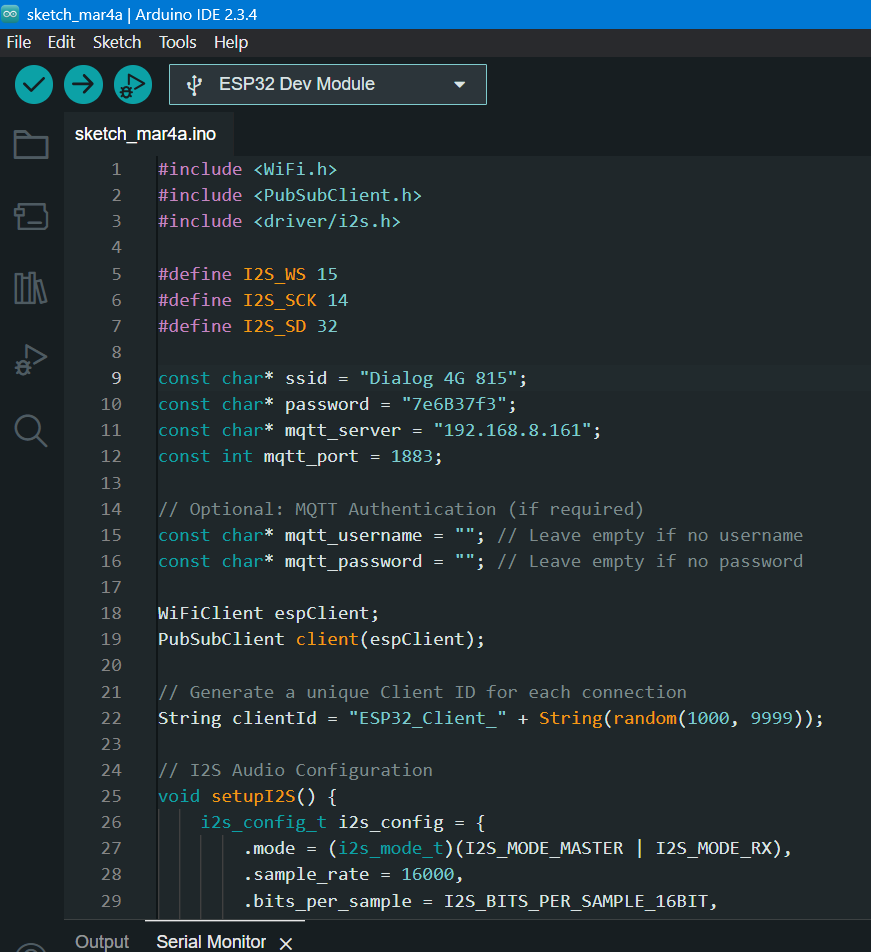 sketch_mar4a | Arduino IDE 2.3.4
File Edit Sketch Tools Help
ESP32 Dev Module
sketch_mar4a.ino
1 #include <WiFi.h>
2 #include <PubSubClient.h>
3 #include <driver/i2s.h>
4
5 #define I2S_WS 15
6 #define I2S_SCK 14
7 #define I2S_SD 32
8
9 const char* ssid = "Dialog 4G 815";
10 const char* password = "7e6B37f3";
11 const char* mqtt_server = "192.168.8.161";
12 const int mqtt_port = 1883;
13
14 // Optional: MQTT Authentication (if required)
15 const char* mqtt_username = ""; // Leave empty if no username
16 const char* mqtt_password = ""; // Leave empty if no password
17
18 WiFiClient espClient;
19 PubSubClient client(espClient);
20
21 // Generate a unique Client ID for each connection
22 String clientId = "ESP32_Client_" + String(random(1000, 9999));
23
24 // I2S Audio Configuration
25 void setupI2S() {
26 i2s_config_t i2s_config = {
27 .mode = (i2s_mode_t)(I2S_MODE_MASTER | I2S_MODE_RX),
28 .sample_rate = 16000,
29 .bits_per_sample = I2S_BITS_PER_SAMPLE_16BIT,
Output Serial Monitor